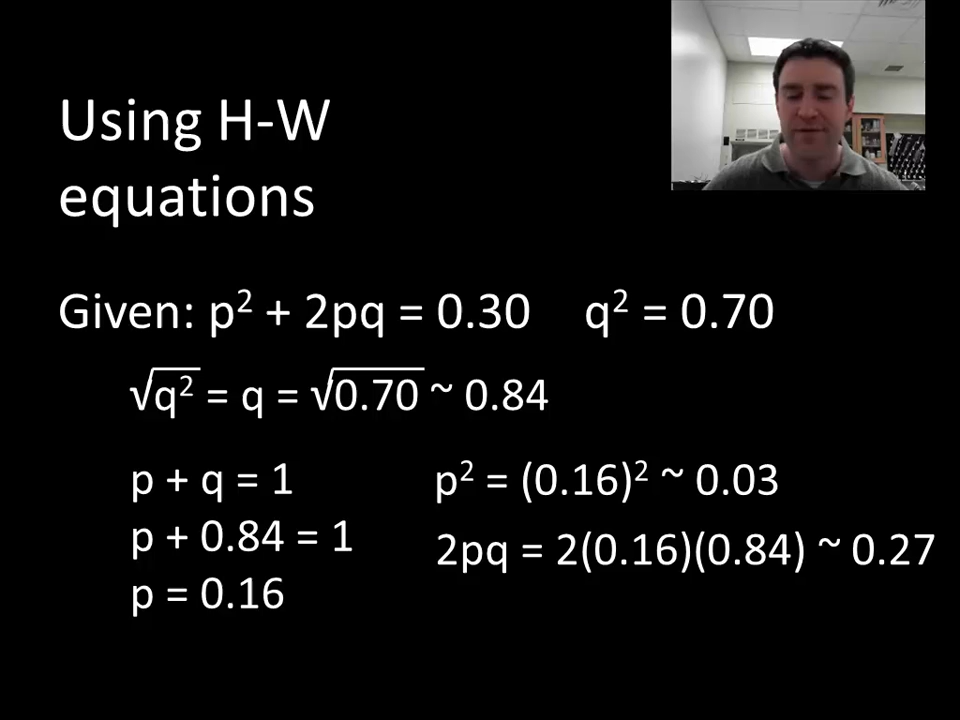 Using H-W
equations
Given: p² + 2pq = 0.30 q² = 0.70
√q² = q = √0.70 ~ 0.84
p + q = 1
p + 0.84 = 1
p = 0.16
p² = (0.16)² ~ 0.03
2pq = 2(0.16)(0.84) ~ 0.27